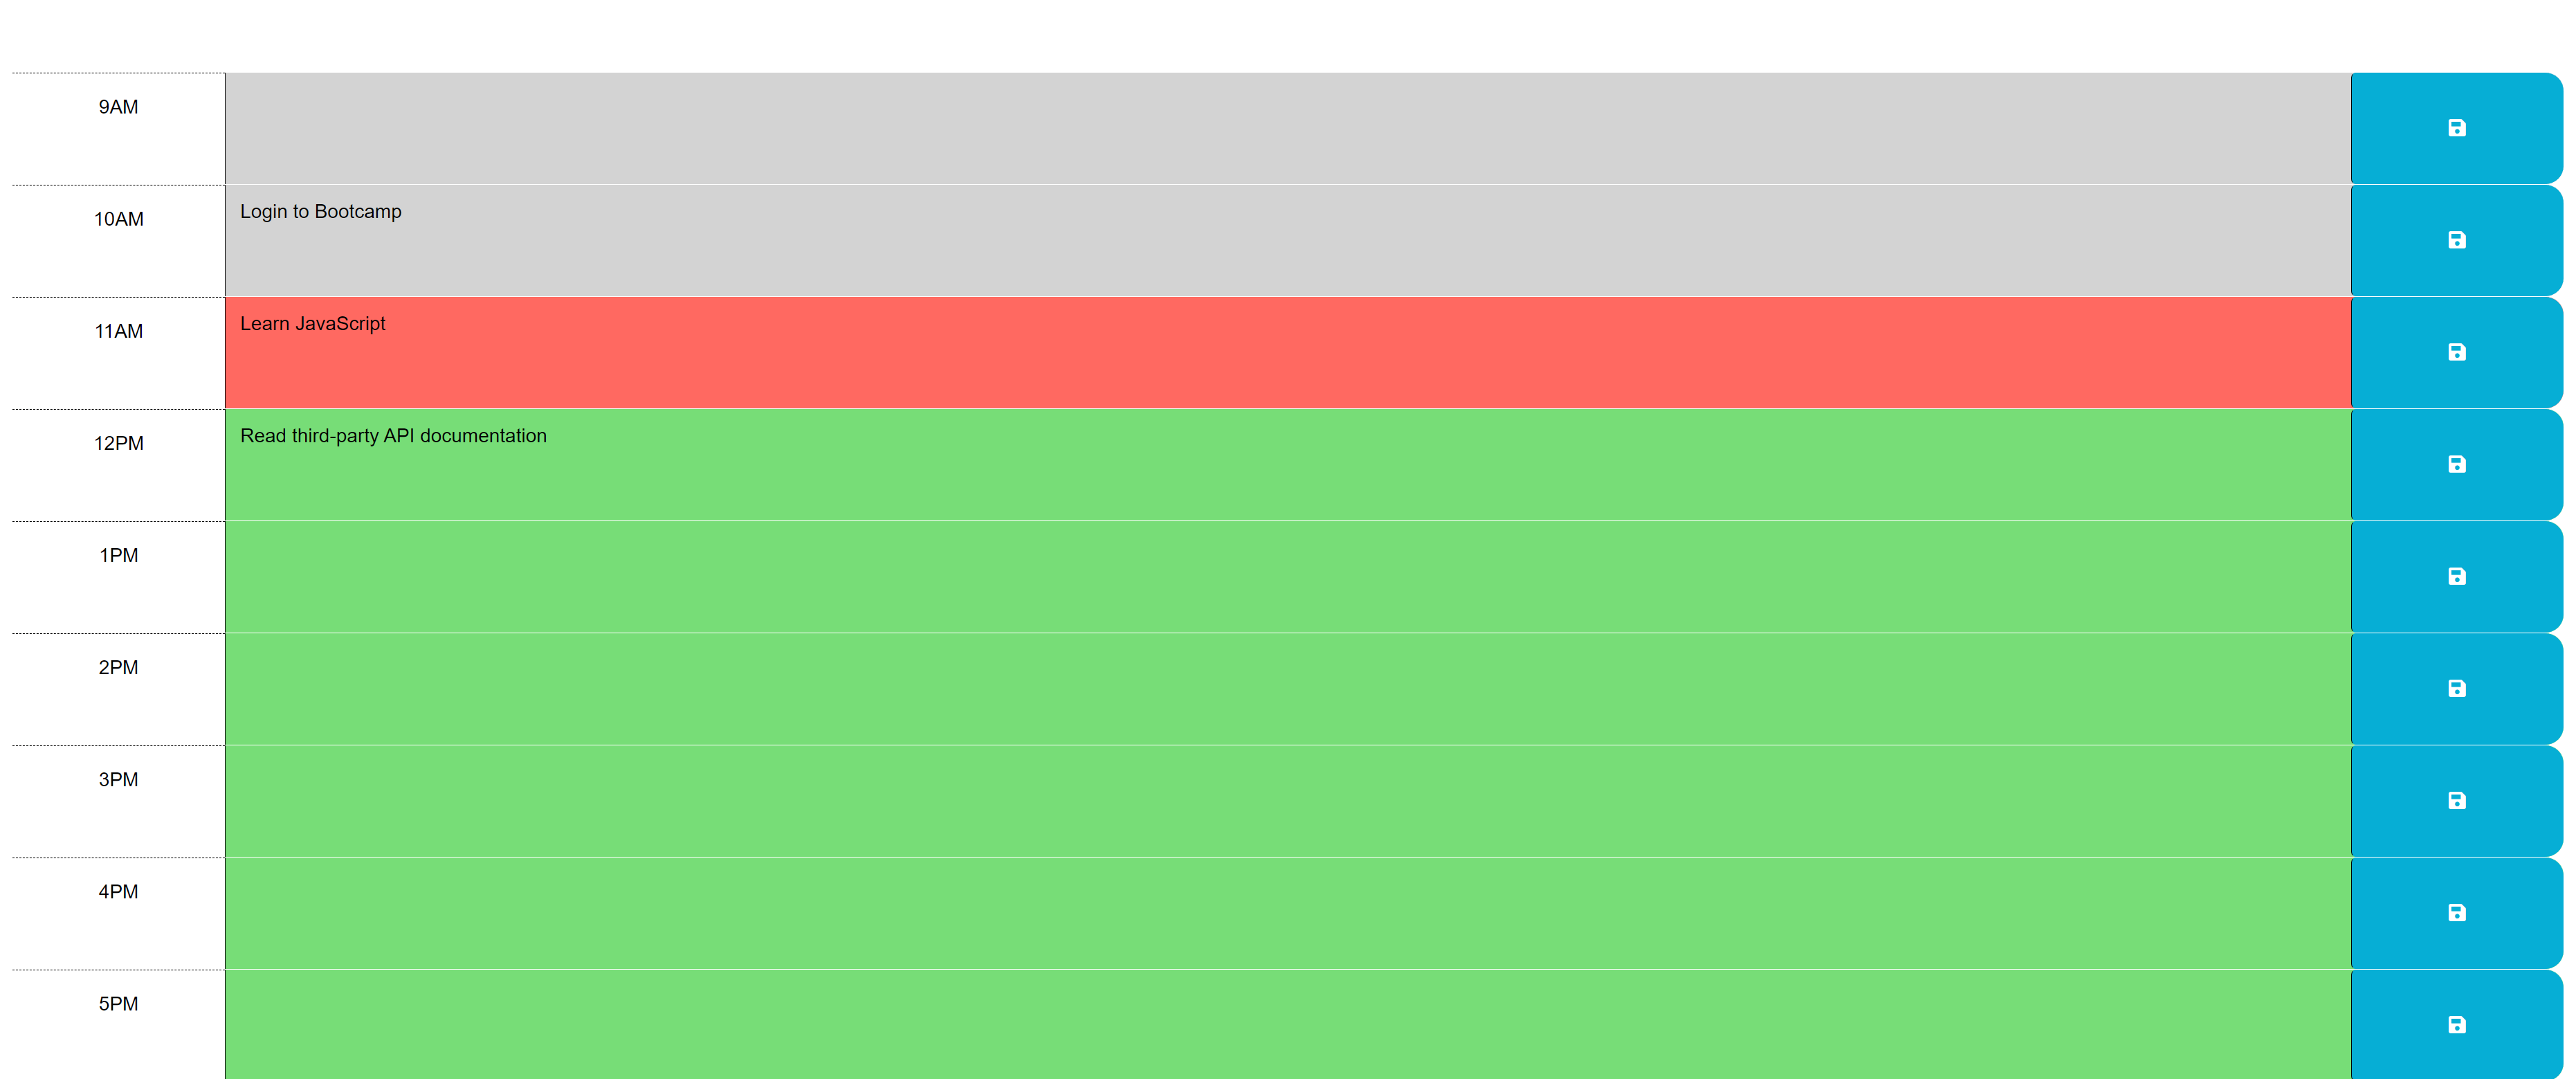 9AM
10AM
Login to Bootcamp
11AM
Learn JavaScript
12PM
Read third-party API documentation
1PM
2PM
3PM
4PM
5PM